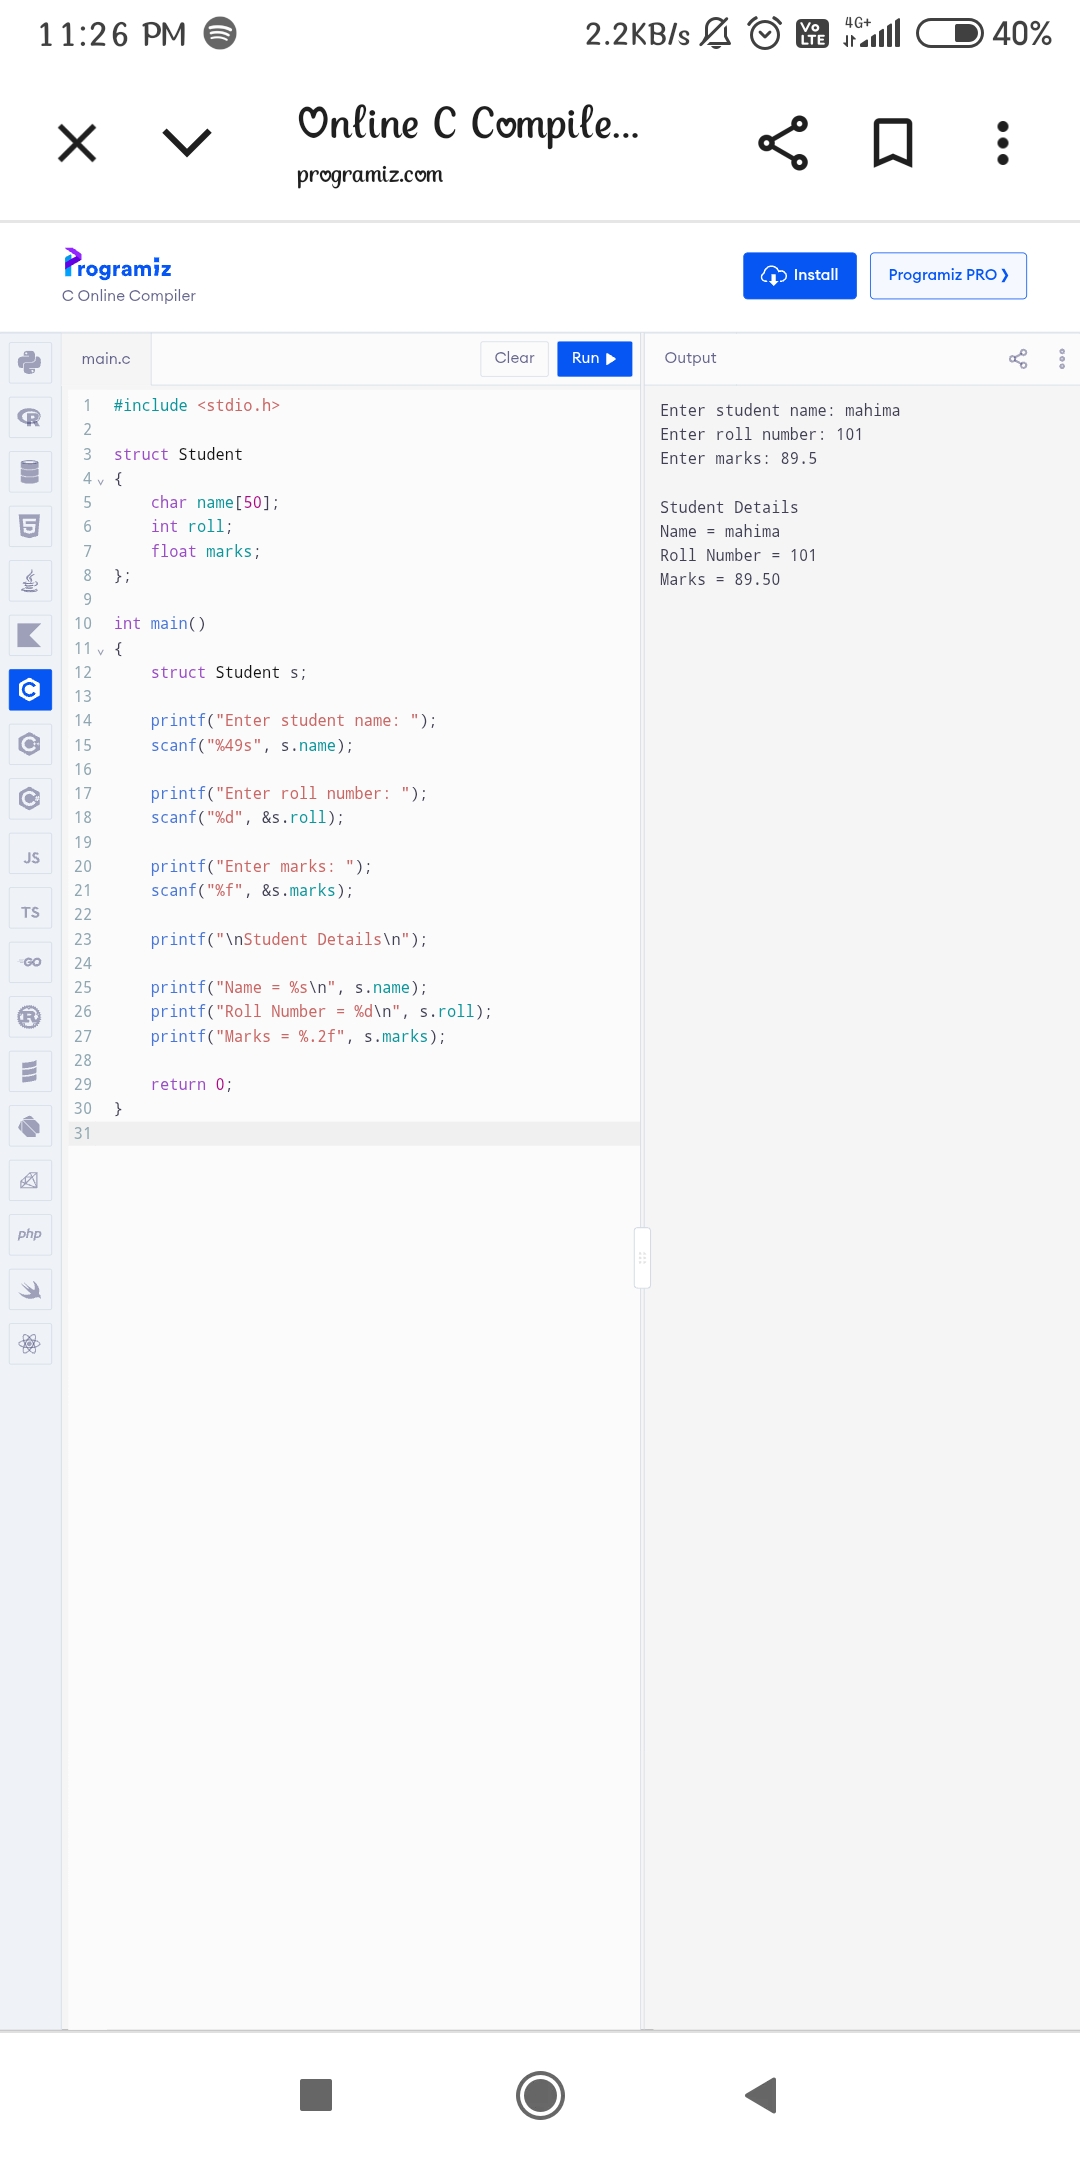 11:26 PM
2.2KB/s Vo LTE 4G+ 40%
Online C Compile...
programiz.com
Programiz
C Online Compiler
Install
Programiz PRO ❯
main.c
Clear
Run
Output
1 #include <stdio.h>
2
3 struct Student
4 {
5     char name[50];
6     int roll;
7     float marks;
8 };
9
10 int main()
11 {
12     struct Student s;
13
14     printf("Enter student name: ");
15     scanf("%49s", s.name);
16
17     printf("Enter roll number: ");
18     scanf("%d", &s.roll);
19
20     printf("Enter marks: ");
21     scanf("%f", &s.marks);
22
23     printf("\nStudent Details\n");
24
25     printf("Name = %s\n", s.name);
26     printf("Roll Number = %d\n", s.roll);
27     printf("Marks = %.2f", s.marks);
28
29     return 0;
30 }
31
Enter student name: mahima
Enter roll number: 101
Enter marks: 89.5
Student Details
Name = mahima
Roll Number = 101
Marks = 89.50
JS
TS
GO
php